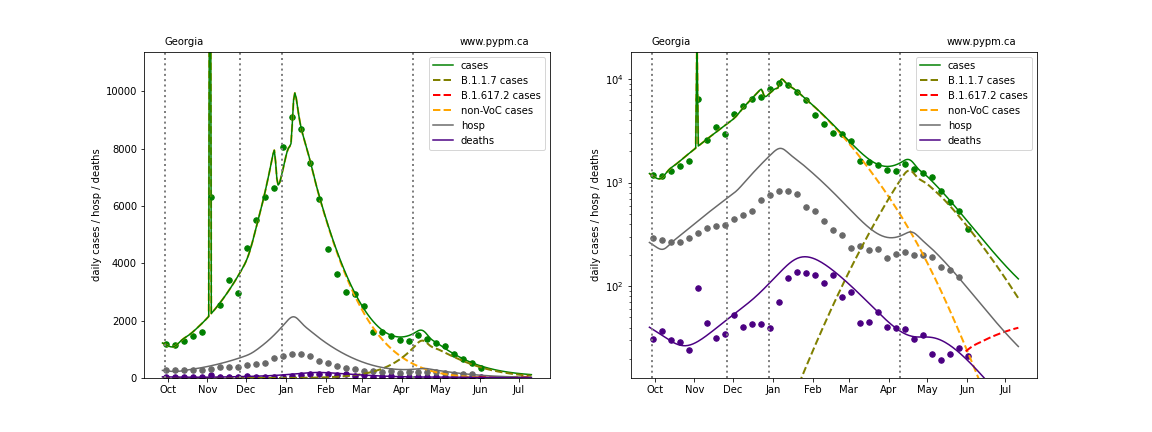 Georgia
www.pypm.ca
cases
B.1.1.7 cases
B.1.617.2 cases
non-VoC cases
hosp
deaths
daily cases / hosp / deaths
10000
8000
6000
4000
2000
0
Oct Nov Dec Jan Feb Mar Apr May Jun Jul
Georgia
www.pypm.ca
cases
B.1.1.7 cases
B.1.617.2 cases
non-VoC cases
hosp
deaths
daily cases / hosp / deaths
10⁴
10³
10²
Oct Nov Dec Jan Feb Mar Apr May Jun Jul